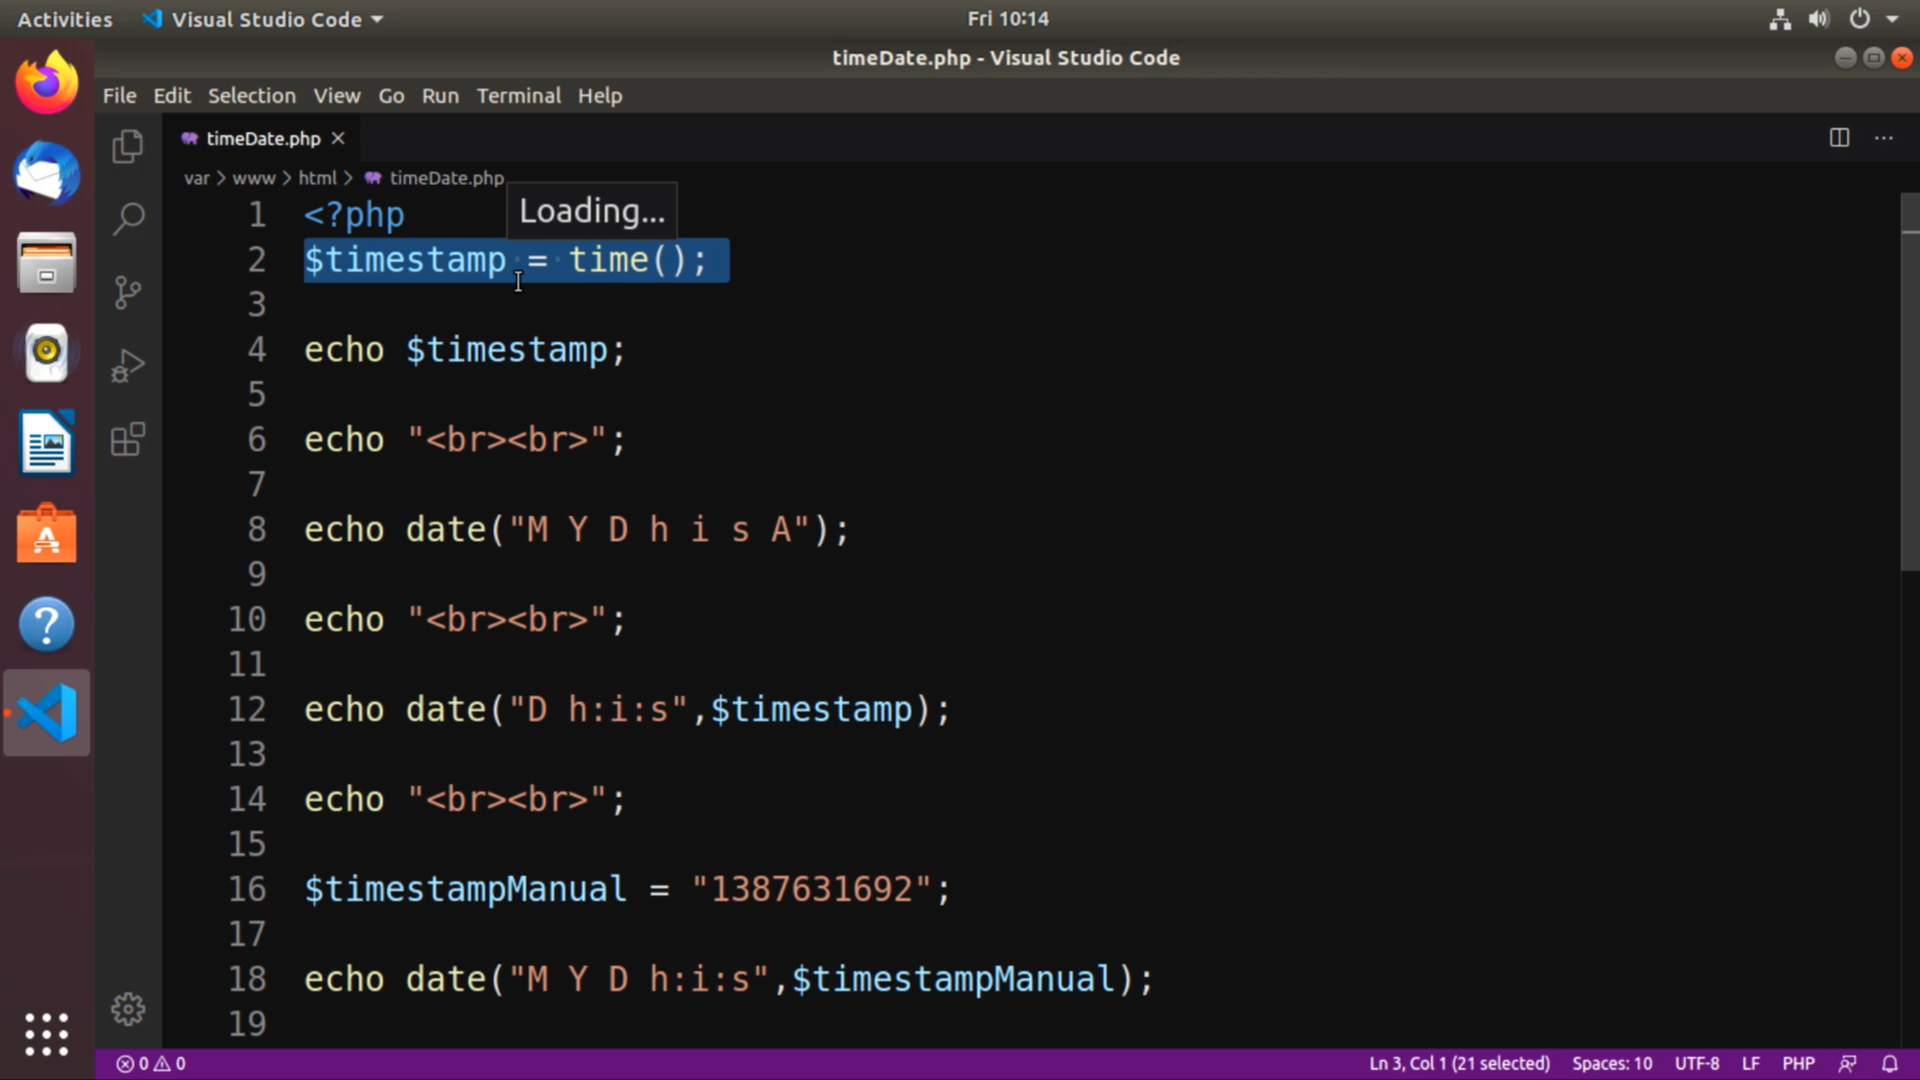 Activities Visual Studio Code Fri 10:14
timeDate.php - Visual Studio Code
File Edit Selection View Go Run Terminal Help
timeDate.php
var > www > html > timeDate.php
Loading...
1 <?php
2 $timestamp = time();
3
4 echo $timestamp;
5
6 echo "<br><br>";
7
8 echo date("M Y D h i s A");
9
10 echo "<br><br>";
11
12 echo date("D h:i:s",$timestamp);
13
14 echo "<br><br>";
15
16 $timestampManual = "1387631692";
17
18 echo date("M Y D h:i:s",$timestampManual);
19
0 0 Ln 3, Col 1 (21 selected) Spaces: 10 UTF-8 LF PHP